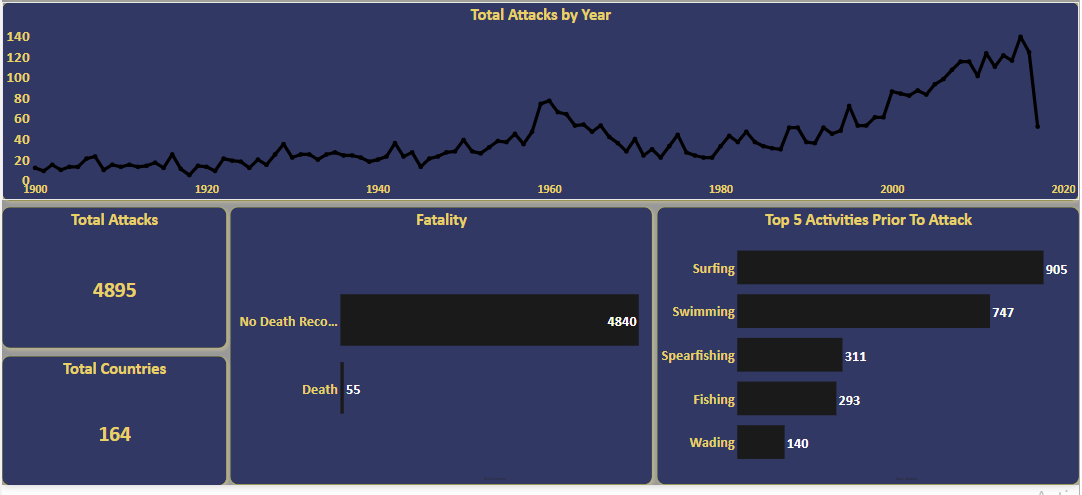 Total Attacks by Year
140
120
100
80
60
40
20
0
1900 1920 1940 1960 1980 2000 2020
Total Attacks
4895
Total Countries
164
Fatality
No Death Reco... 4840
Death 55
Top 5 Activities Prior To Attack
Surfing 905
Swimming 747
Spearfishing 311
Fishing 293
Wading 140